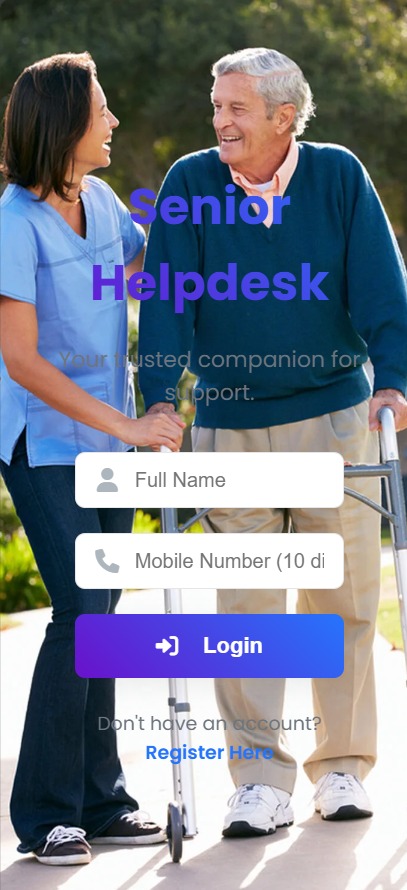 Senior
Helpdesk
Your trusted companion for
support.
Full Name
Mobile Number (10 di
Login
Don't have an account?
Register Here